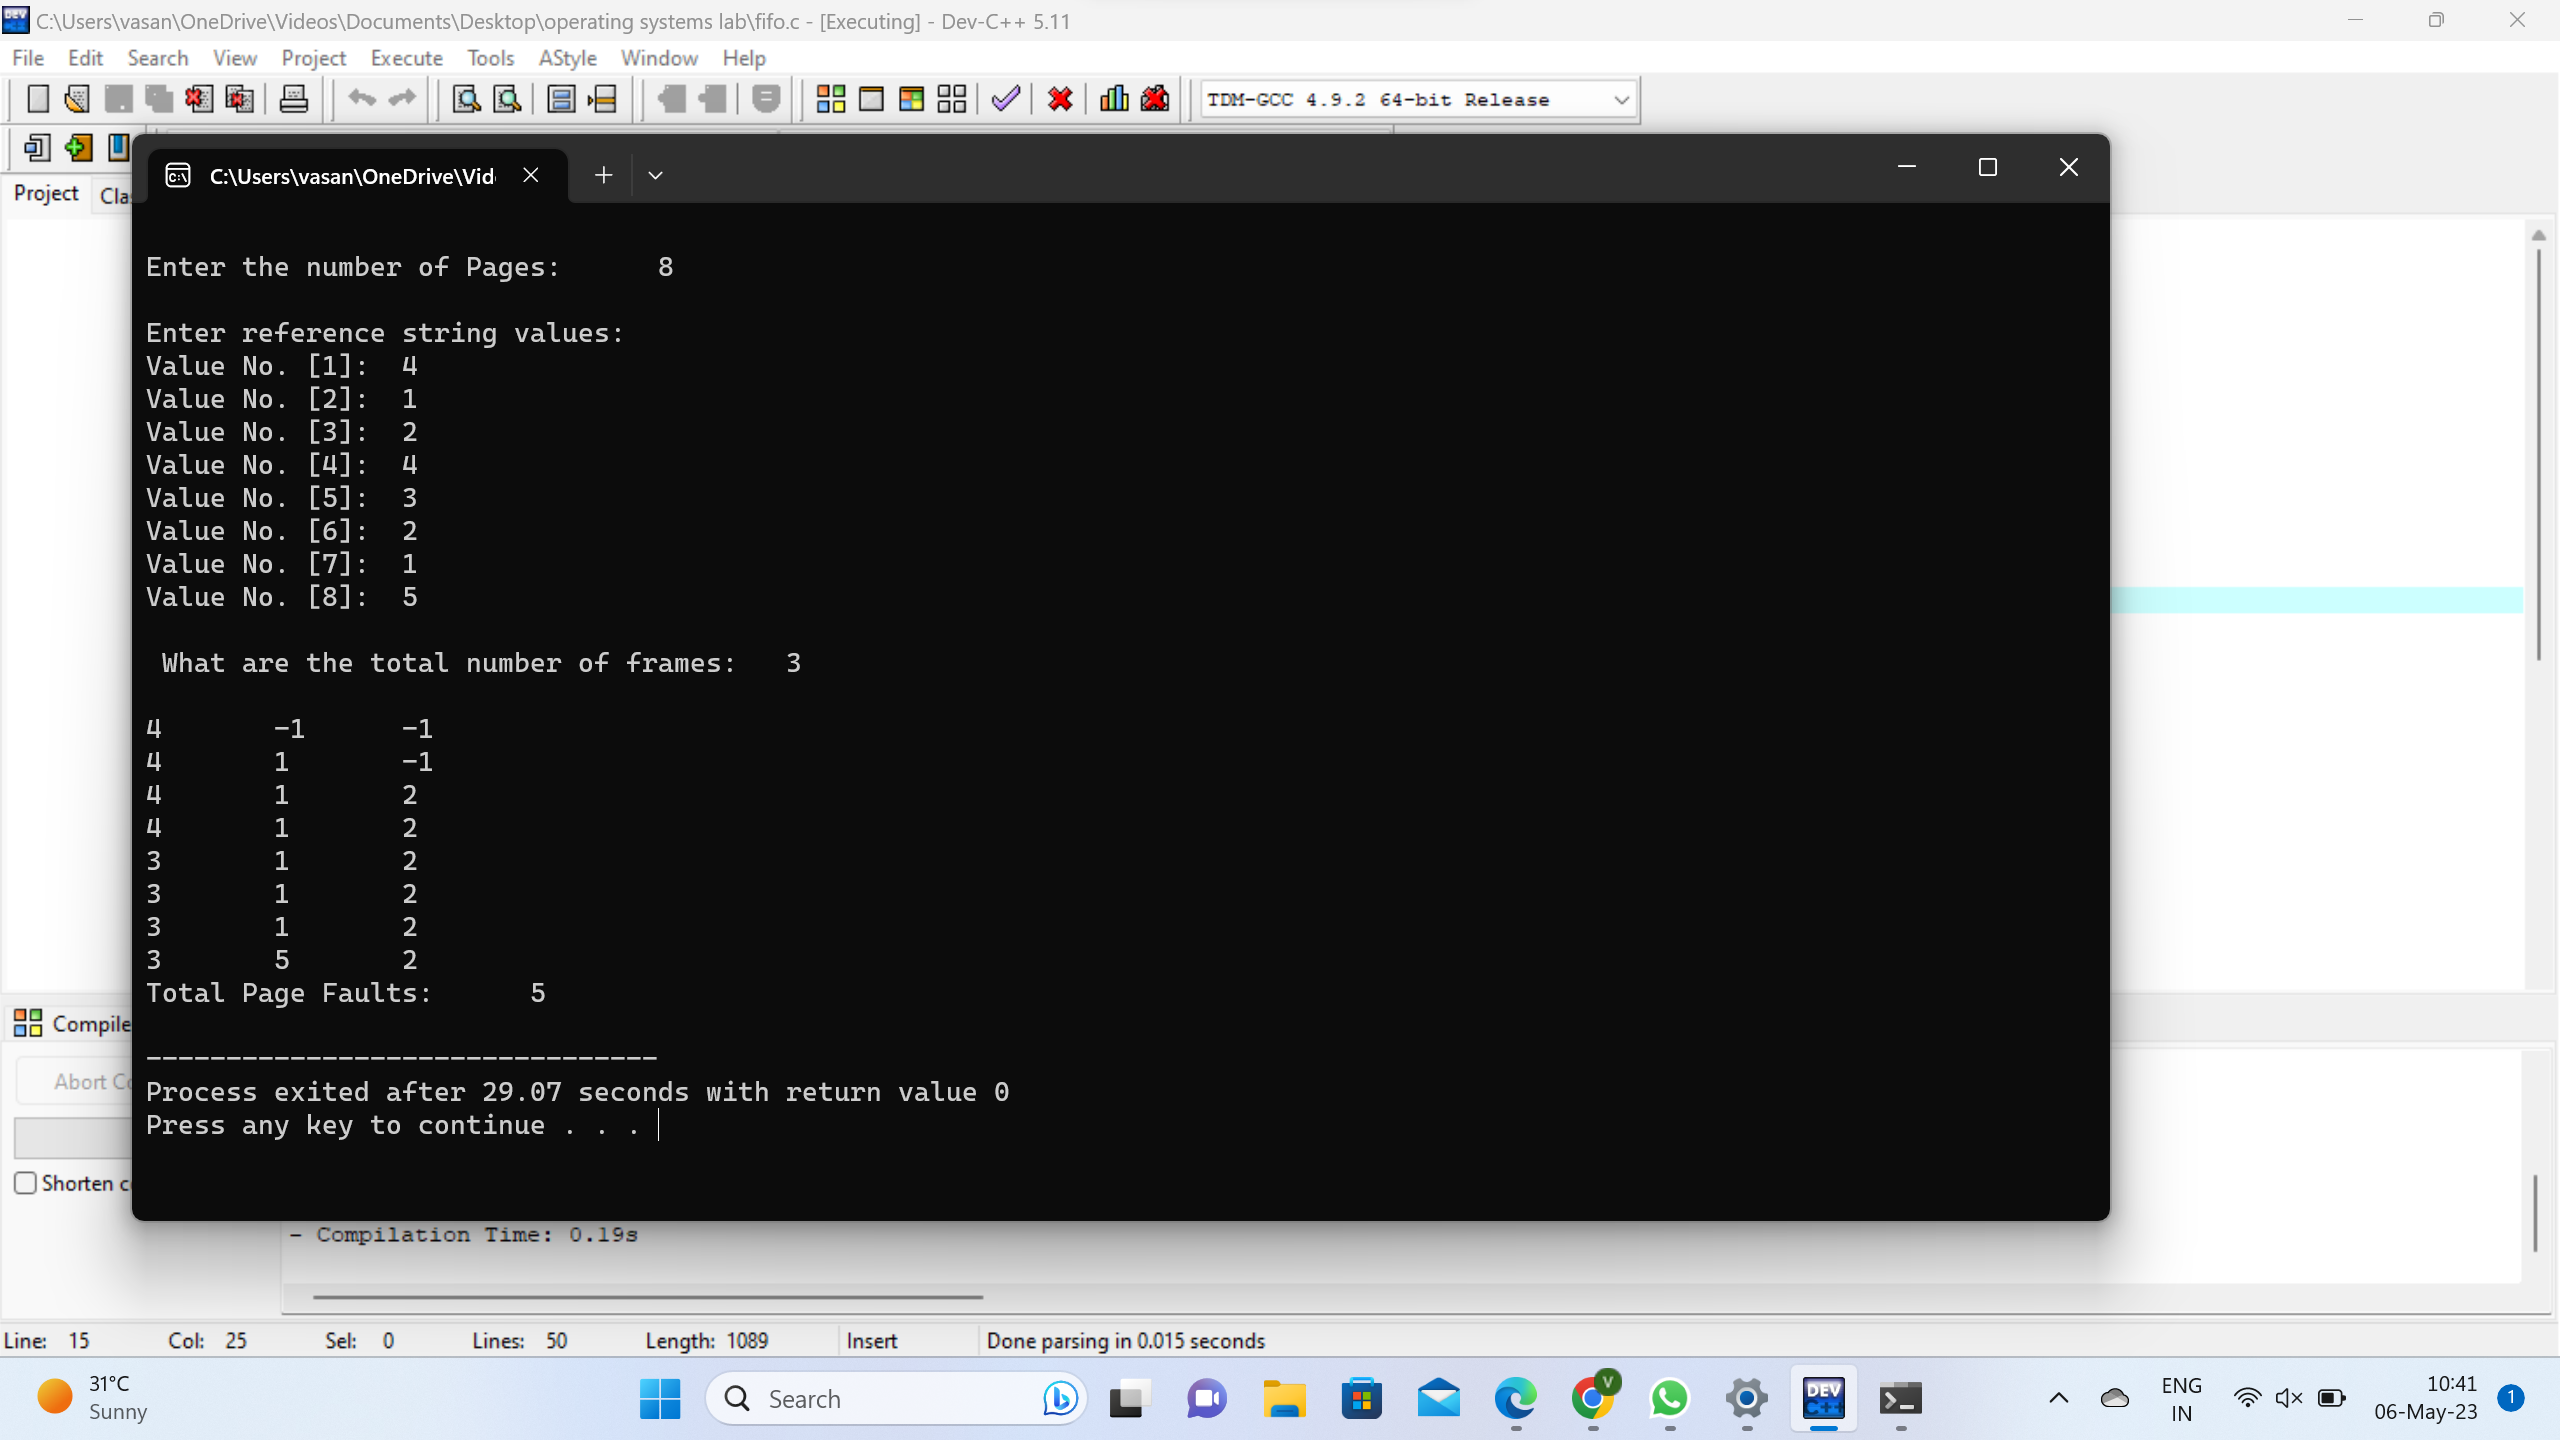 C:\Users\vasan\OneDrive\Videos\Documents\Desktop\operating systems lab\fifo.c - [Executing] - Dev-C++ 5.11
File Edit Search View Project Execute Tools AStyle Window Help
TDM-GCC 4.9.2 64-bit Release
C:\Users\vasan\OneDrive\Vid
Project
Enter the number of Pages: 8
Enter reference string values:
Value No. [1]: 4
Value No. [2]: 1
Value No. [3]: 2
Value No. [4]: 4
Value No. [5]: 3
Value No. [6]: 2
Value No. [7]: 1
Value No. [8]: 5
What are the total number of frames: 3
4 -1 -1
4 1 -1
4 1 2
4 1 2
3 1 2
3 1 2
3 1 2
3 5 2
Total Page Faults: 5
--------------------------------
Process exited after 29.07 seconds with return value 0
Press any key to continue . . .
Compile
Abort
Shorten
- Compilation Time: 0.19s
Line: 15 Col: 25 Sel: 0 Lines: 50 Length: 1089 Insert Done parsing in 0.015 seconds
31°C
Sunny
Search
V
DEV
C++
ENG
IN
10:41
06-May-23
1